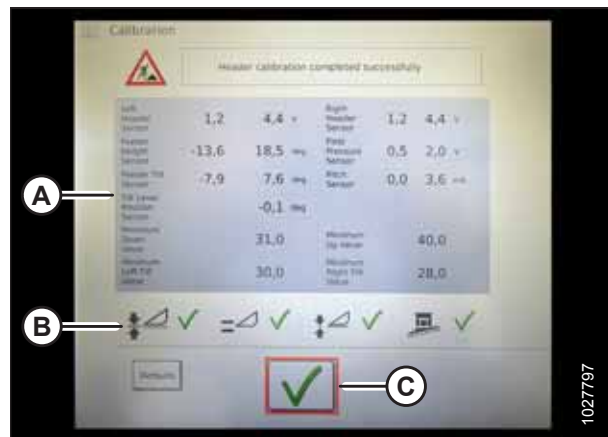 Calibration
Header calibration completed successfully
Left Header Sensor 1,2 4,4 v Right Header Sensor 1,2 4,4 v
Feeder Height Sensor -13,6 18,5 deg Feed Pressure Sensor 0,5 2,0 v
Feeder Tilt Sensor -7,9 7,6 deg Pitch Sensor 0,0 3,6
Tilt Level Position Sensor -0,1 deg
Minimum Down Value 31,0 Minimum Up Value 40,0
Minimum Left Tilt Value 30,0 Minimum Right Tilt Value 28,0
A
B
Return
C
1027797